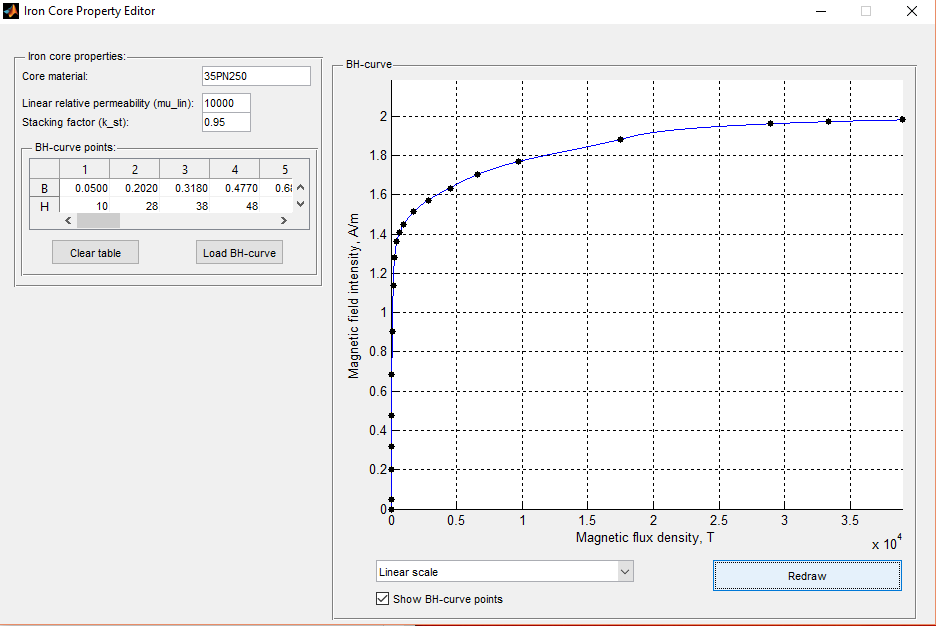 Iron Core Property Editor
Iron core properties:
Core material: 35PN250
Linear relative permeability (mu_lin): 10000
Stacking factor (k_st): 0.95
BH-curve points:
1 2 3 4 5
B 0.0500 0.2020 0.3180 0.4770 0.68
H 10 28 38 48
Clear table Load BH-curve
BH-curve
2
1.8
1.6
1.4
1.2
1
0.8
0.6
0.4
0.2
0
Magnetic field intensity, A/m
0 0.5 1 1.5 2 2.5 3 3.5
x 10^4
Magnetic flux density, T
Linear scale
Redraw
Show BH-curve points